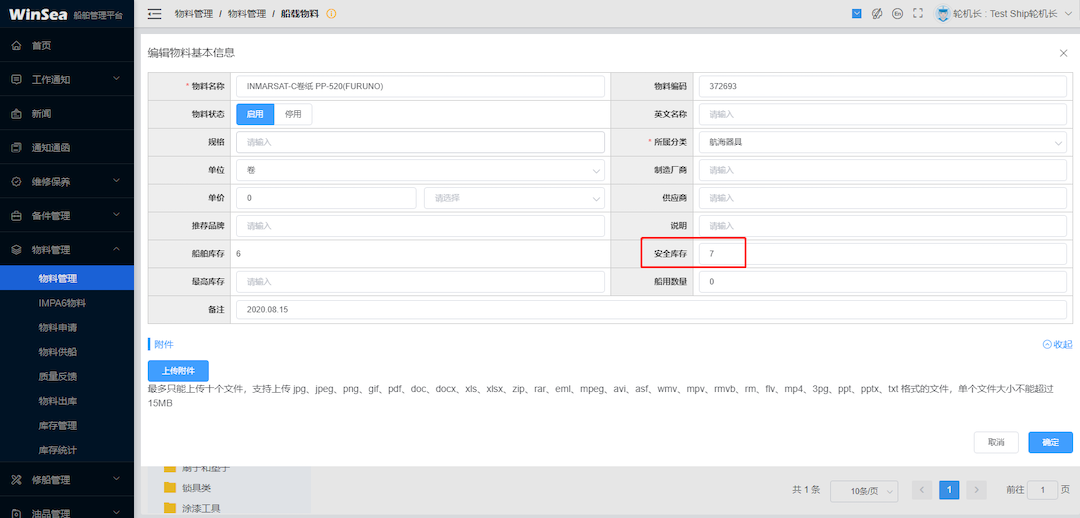 WinSea 船舶管理平台
物料管理 / 物料管理 / 船载物料
En
轮机长 : Test Ship轮机长
首页
工作通知
新闻
通知通函
维修保养
备件管理
物料管理
物料管理
IMPA6物料
物料申请
物料供船
质量反馈
物料出库
库存管理
库存统计
修船管理
油品管理
编辑物料基本信息
* 物料名称 INMARSAT-C卷纸 PP-520(FURUNO) 物料编码 372693
物料状态 启用 停用 英文名称 请输入
规格 请输入 * 所属分类 航海器具
单位 卷 制造厂商 请输入
单价 0 请选择 供应商 请输入
推荐品牌 请输入 说明 请输入
船舶库存 6 安全库存 7
最高库存 请输入 船用数量 0
备注 2020.08.15
附件 收起
上传附件
最多只能上传十个文件，支持上传 jpg、jpeg、png、gif、pdf、doc、docx、xls、xlsx、zip、rar、eml、mpeg、avi、asf、wmv、mpv、rmvb、rm、flv、mp4、3pg、ppt、pptx、txt 格式的文件，单个文件大小不能超过
15MB
取消 确定
刷子和垫子
锁具类
涂漆工具
共 1 条 10条/页 1 前往 1 页